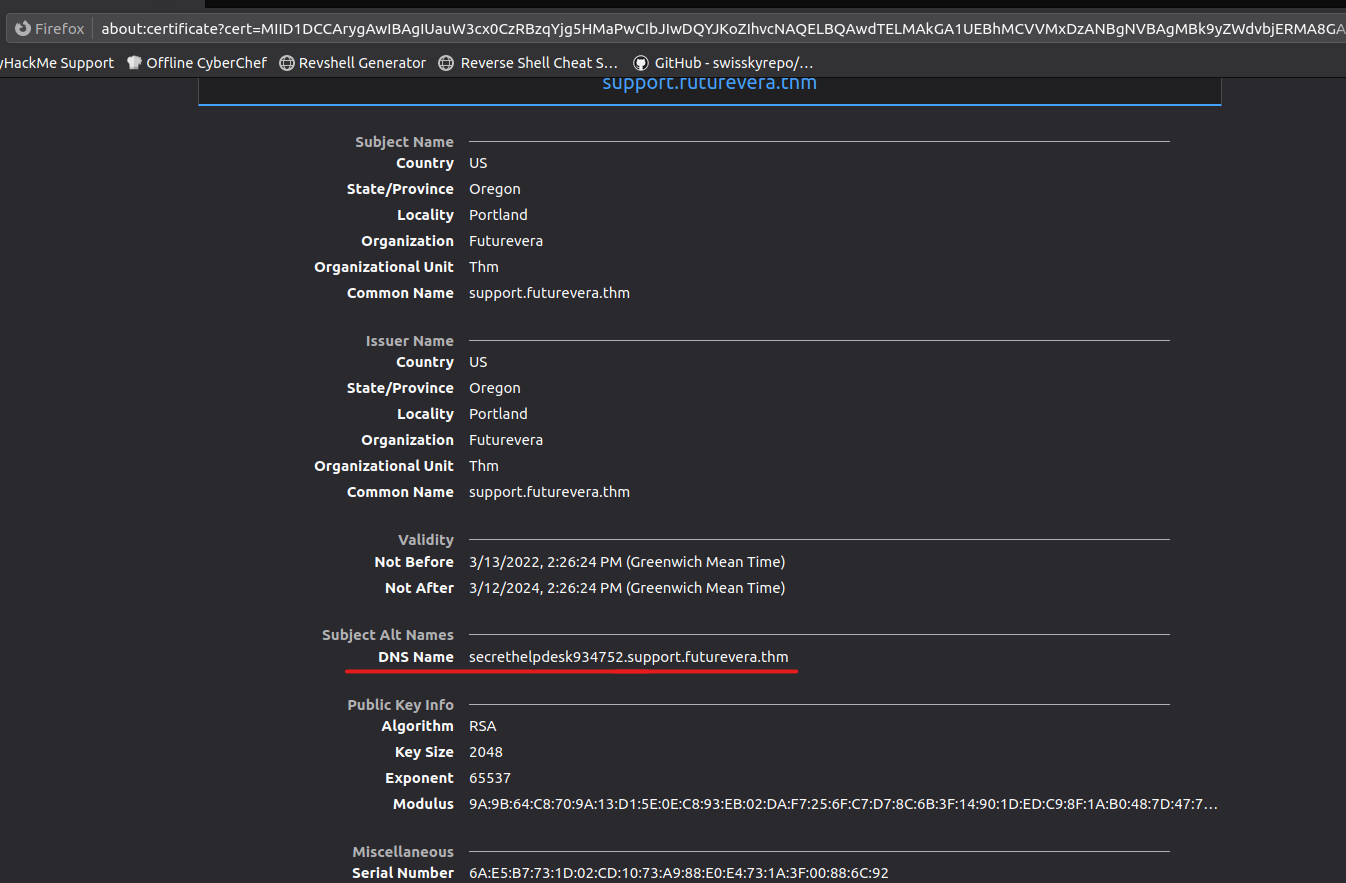 Firefox about:certificate?cert=MIID1DCCArygAwIBAgIUauW3cx0CzRBzqYjg5HMaPwCIbJIwDQYJKoZIhvcNAQELBQAwdTELMAkGA1UEBhMCVVMxDzANBgNVBAgMBk9yZWdvbjERMA8GA
yHackMe Support Offline CyberChef Revshell Generator Reverse Shell Cheat S… GitHub - swisskyrepo/…
support.futurevera.thm
Subject Name
Country US
State/Province Oregon
Locality Portland
Organization Futurevera
Organizational Unit Thm
Common Name support.futurevera.thm
Issuer Name
Country US
State/Province Oregon
Locality Portland
Organization Futurevera
Organizational Unit Thm
Common Name support.futurevera.thm
Validity
Not Before 3/13/2022, 2:26:24 PM (Greenwich Mean Time)
Not After 3/12/2024, 2:26:24 PM (Greenwich Mean Time)
Subject Alt Names
DNS Name secrethelpdesk934752.support.futurevera.thm
Public Key Info
Algorithm RSA
Key Size 2048
Exponent 65537
Modulus 9A:9B:64:C8:70:9A:13:D1:5E:0E:C8:93:EB:02:DA:F7:25:6F:C7:D7:8C:6B:3F:14:90:1D:ED:C9:8F:1A:B0:48:7D:47:7…
Miscellaneous
Serial Number 6A:E5:B7:73:1D:02:CD:10:73:A9:88:E0:E4:73:1A:3F:00:88:6C:92